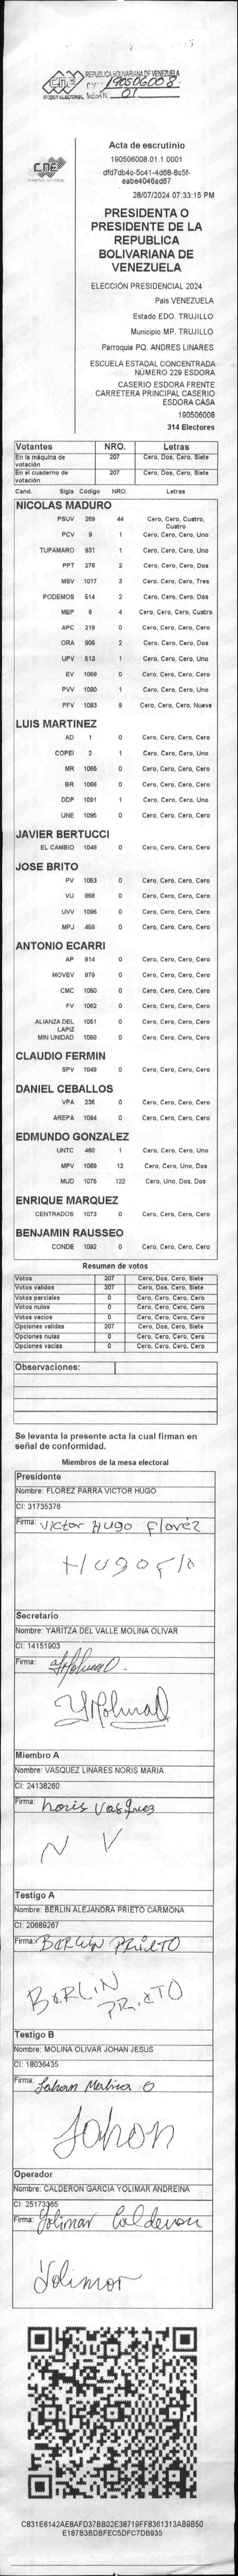 REPUBLICA BOLIVARIANA DE VENEZUELA
CNE
PODER ELECTORAL
CV: 190506008
MESA Nº: 01
CNE
Acta de escrutinio
190506008.01.1.0001
28/07/2024 07:33:15 PM
PRESIDENTA O
PRESIDENTE DE LA
REPUBLICA
BOLIVARIANA DE
VENEZUELA
ELECCIÓN PRESIDENCIAL 2024
Pais VENEZUELA
Estado EDO. TRUJILLO
Municipio MP. TRUJILLO
Parroquia PQ. ANDRES LINARES
ESCUELA ESTADAL CONCENTRADA
NÚMERO 229 ESDORA
CASERIO ESDORA FRENTE
CARRETERA PRINCIPAL CASERIO
ESDORA CASA
190506008
314 Electores
Votantes NRO. Letras
En la máquina de votación 207 Cero, Dos, Cero, Siete
En el cuaderno de votación 207 Cero, Dos, Cero, Siete
Cand. Sigla Código NRO. Letras
NICOLAS MADURO
PSUV 269 44 Cero, Cero, Cuatro, Cuatro
PCV 9 1 Cero, Cero, Cero, Uno
TUPAMARO 931 1 Cero, Cero, Cero, Uno
PPT 276 2 Cero, Cero, Cero, Dos
MSV 1017 3 Cero, Cero, Cero, Tres
PODEMOS 514 2 Cero, Cero, Cero, Dos
MEP 6 4 Cero, Cero, Cero, Cuatro
APC 219 0 Cero, Cero, Cero, Cero
ORA 906 2 Cero, Cero, Cero, Dos
UPV 513 1 Cero, Cero, Cero, Uno
EV 1089 0 Cero, Cero, Cero, Cero
PVV 1090 1 Cero, Cero, Cero, Uno
PFV 1093 9 Cero, Cero, Cero, Nueve
LUIS MARTINEZ
AD 1 0 Cero, Cero, Cero, Cero
COPEI 2 1 Cero, Cero, Cero, Uno
MR 1065 0 Cero, Cero, Cero, Cero
BR 1066 0 Cero, Cero, Cero, Cero
DDP 1091 1 Cero, Cero, Cero, Uno
UNE 1095 0 Cero, Cero, Cero, Cero
JAVIER BERTUCCI
EL CAMBIO 1048 0 Cero, Cero, Cero, Cero
JOSE BRITO
PV 1053 0 Cero, Cero, Cero, Cero
VU 868 0 Cero, Cero, Cero, Cero
UVV 1096 0 Cero, Cero, Cero, Cero
MPJ 458 0 Cero, Cero, Cero, Cero
ANTONIO ECARRI
AP 814 0 Cero, Cero, Cero, Cero
MOVEV 878 0 Cero, Cero, Cero, Cero
CMC 1050 0 Cero, Cero, Cero, Cero
FV 1062 0 Cero, Cero, Cero, Cero
ALIANZA DEL LAPIZ 1051 0 Cero, Cero, Cero, Cero
MIN UNIDAD 1069 0 Cero, Cero, Cero, Cero
CLAUDIO FERMIN
SPV 1049 0 Cero, Cero, Cero, Cero
DANIEL CEBALLOS
VPA 236 0 Cero, Cero, Cero, Cero
AREPA 1094 0 Cero, Cero, Cero, Cero
EDMUNDO GONZALEZ
UNTC 460 1 Cero, Cero, Cero, Uno
MPV 1069 12 Cero, Cero, Uno, Dos
MUD 1075 122 Cero, Uno, Dos, Dos
ENRIQUE MARQUEZ
CENTRADOS 1073 0 Cero, Cero, Cero, Cero
BENJAMIN RAUSSEO
CONDE 1092 0 Cero, Cero, Cero, Cero
Resumen de votos
Votos 207 Cero, Dos, Cero, Siete
Votos validos 207 Cero, Dos, Cero, Siete
Votos parciales 0 Cero, Cero, Cero, Cero
Votos nulos 0 Cero, Cero, Cero, Cero
Votos vacios 0 Cero, Cero, Cero, Cero
Opciones validas 207 Cero, Dos, Cero, Siete
Opciones nulas 0 Cero, Cero, Cero, Cero
Opciones vacias 0 Cero, Cero, Cero, Cero
Observaciones:
Se levanta la presente acta la cual firman en
señal de conformidad.
Miembros de la mesa electoral
Presidente
Nombre: FLOREZ PARRA VICTOR HUGO
CI: 31735376
Firma: Victor Hugo Florez
HUGO Flo
Secretario
Nombre: YARITZA DEL VALLE MOLINA OLIVAR
CI: 14151903
Firma:
YMolinaO
Miembro A
Nombre: VASQUEZ LINARES NORIS MARIA
CI: 24138260
Firma: Noris Vasquez
N V
Testigo A
Nombre: BERLIN ALEJANDRA PRIETO CARMONA
CI: 20689267
Firma: BERLIN PRIETO
BERLIN
PRIETO
Testigo B
Nombre: MOLINA OLIVAR JOHAN JESUS
CI: 18036435
Firma: Johan Molina O
Johan
Operador
Nombre: CALDERON GARCIA YOLIMAR ANDREINA
CI: 25173365
Firma: Yolimar Calderon
Yolimar
C831E6142AE8AFD37BB02E38719FF8361313AB9B50
E187B3BDBFEC5DFC7DB935